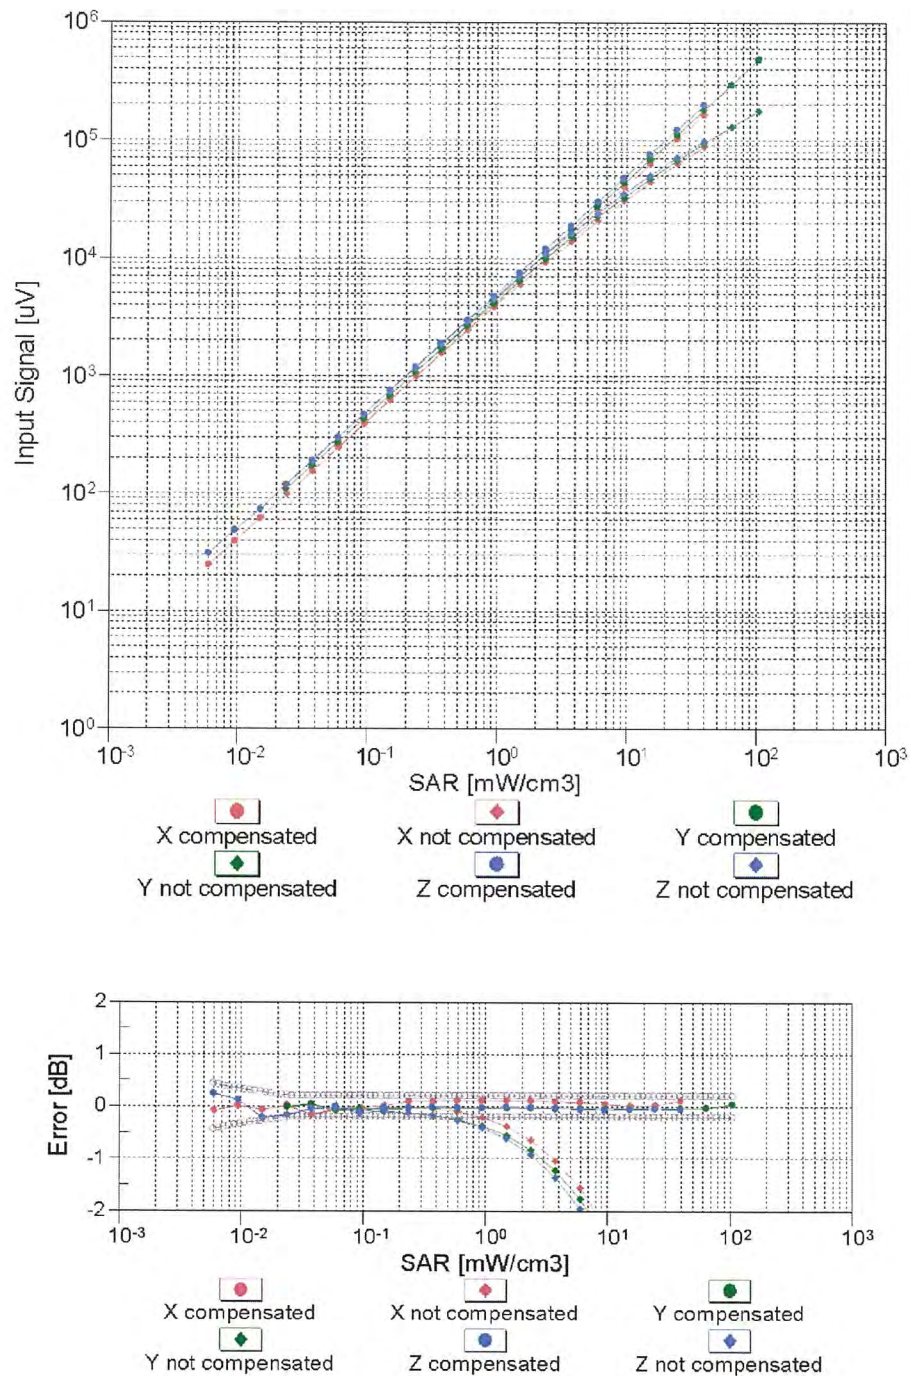 10^6
10^5
10^4
10^3
10^2
10^1
10^0
Input Signal [uV]
10^-3 10^-2 10^-1 10^0 10^1 10^2 10^3
SAR [mW/cm3]
X compensated X not compensated Y compensated
Y not compensated Z compensated Z not compensated
2
1
0
-1
-2
Error [dB]
10^-3 10^-2 10^-1 10^0 10^1 10^2 10^3
SAR [mW/cm3]
X compensated X not compensated Y compensated
Y not compensated Z compensated Z not compensated